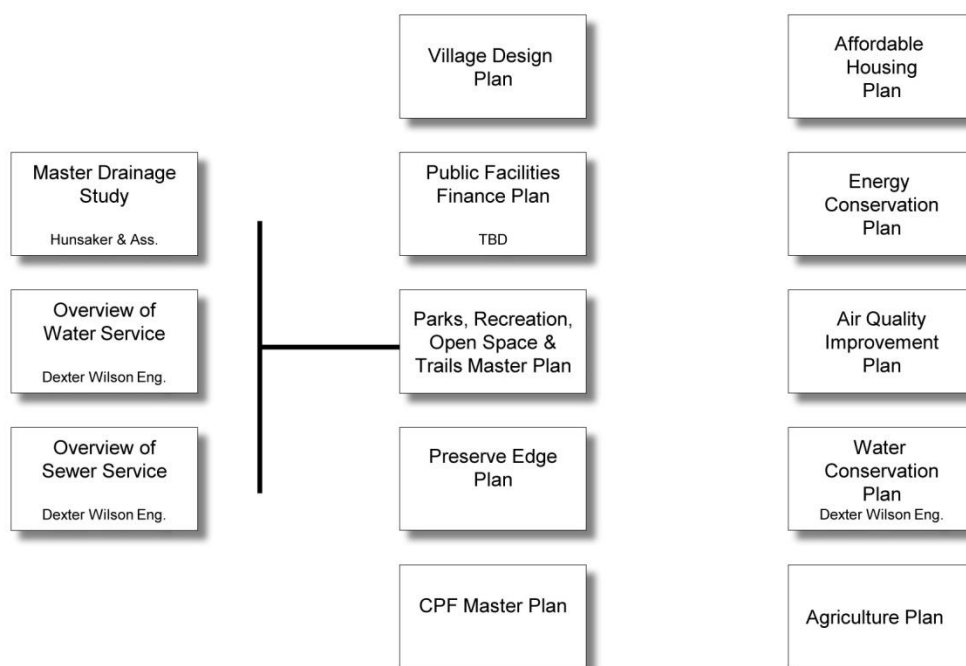 Village Design
Plan
Affordable
Housing
Plan
Master Drainage
Study
Hunsaker & Ass.
Public Facilities
Finance Plan
TBD
Energy
Conservation
Plan
Overview of
Water Service
Dexter Wilson Eng.
Parks, Recreation,
Open Space &
Trails Master Plan
Air Quality
Improvement
Plan
Overview of
Sewer Service
Dexter Wilson Eng.
Preserve Edge
Plan
Water
Conservation
Plan
Dexter Wilson Eng.
CPF Master Plan
Agriculture Plan